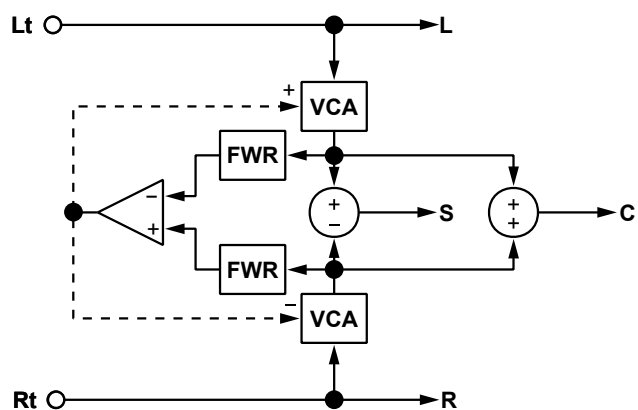 Lt L
+
VCA
FWR
− + + 
+ − S + C
FWR
−
VCA
Rt R